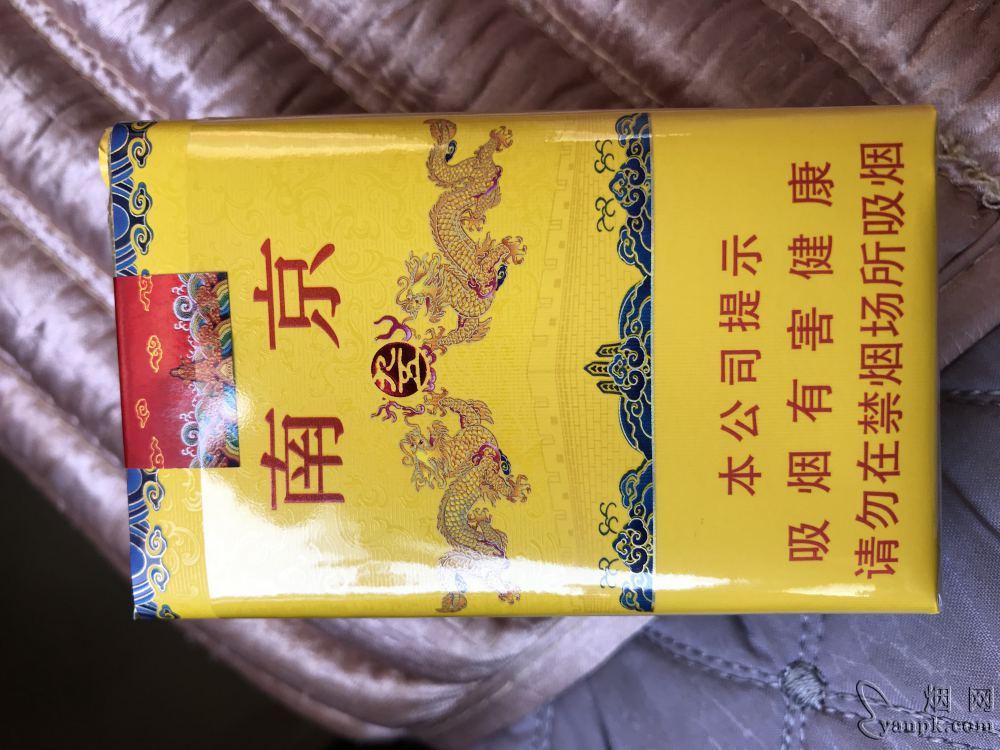 南京
本公司提示
吸烟有害健康
请勿在禁烟场所吸烟
烟网
yanpk.com